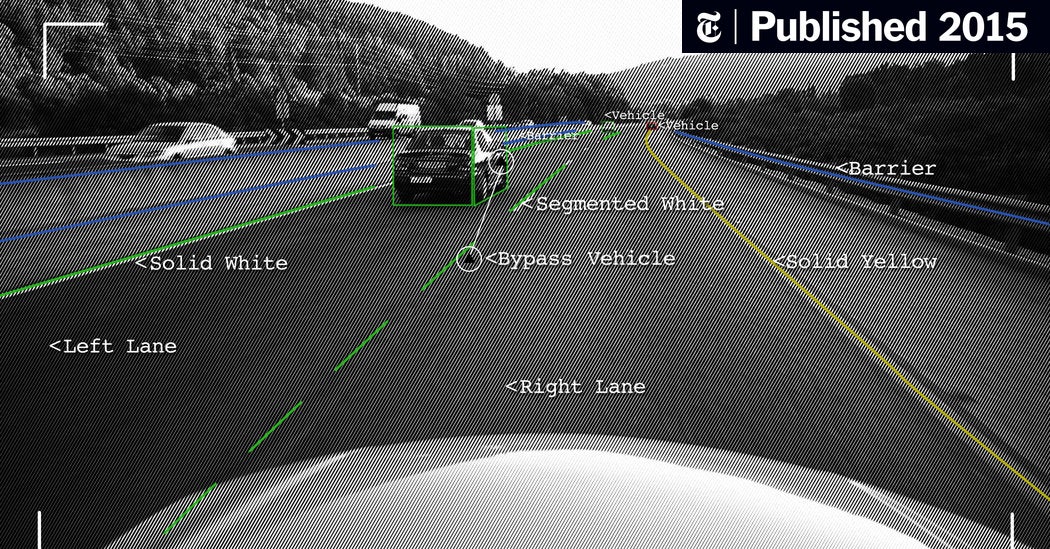 T | Published 2015
<Vehicle
<Vehicle
<Barrier
<Barrier
<Segmented White
<Bypass Vehicle
<Solid White
<Solid Yellow
<Left Lane
<Right Lane